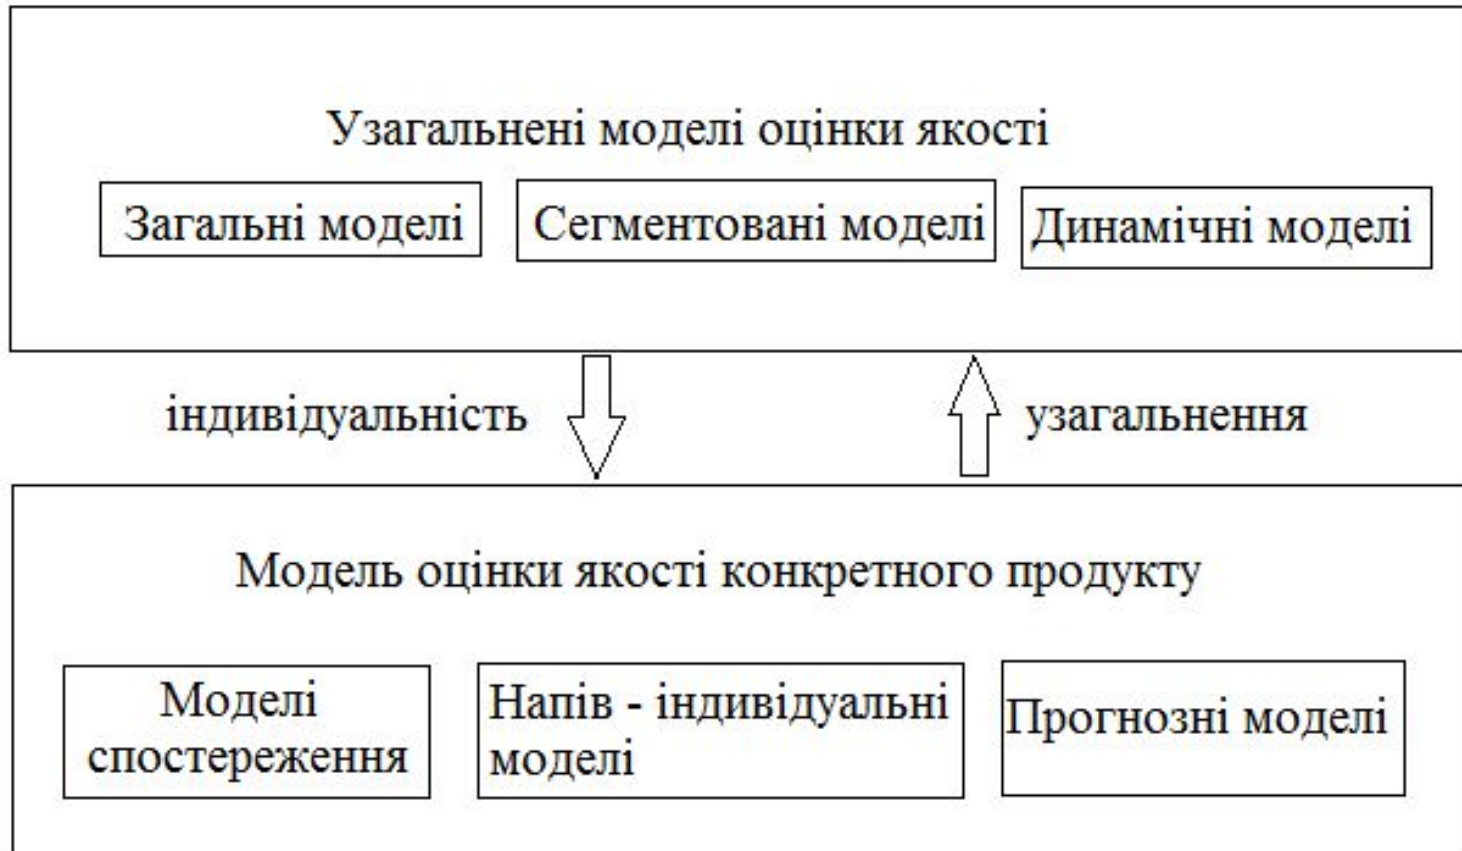 Узагальнені моделі оцінки якості
Загальні моделі
Сегментовані моделі
Динамічні моделі
індивідуальність
узагальнення
Модель оцінки якості конкретного продукту
Моделі
спостереження
Напів - індивідуальні
моделі
Прогнозні моделі